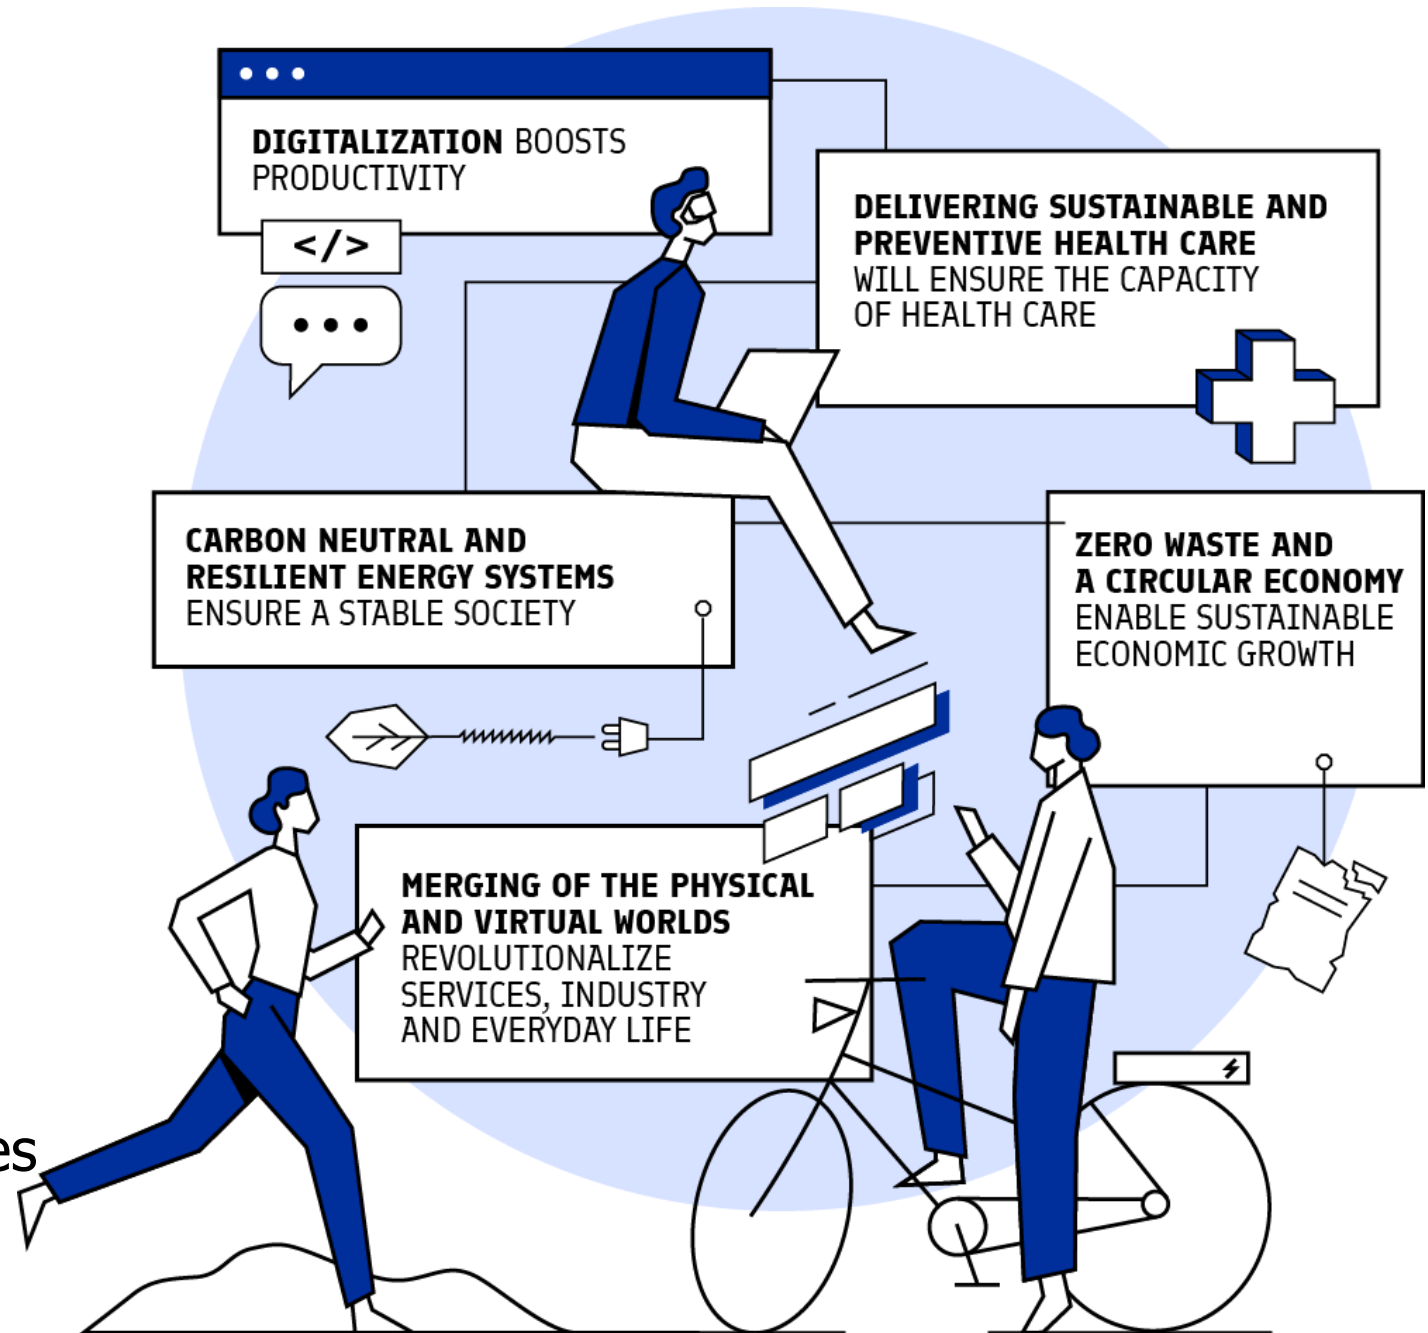 DIGITALIZATION BOOSTS
PRODUCTIVITY
</>
DELIVERING SUSTAINABLE AND
PREVENTIVE HEALTH CARE
WILL ENSURE THE CAPACITY
OF HEALTH CARE
CARBON NEUTRAL AND
RESILIENT ENERGY SYSTEMS
ENSURE A STABLE SOCIETY
ZERO WASTE AND
A CIRCULAR ECONOMY
ENABLE SUSTAINABLE
ECONOMIC GROWTH
MERGING OF THE PHYSICAL
AND VIRTUAL WORLDS
REVOLUTIONALIZE
SERVICES, INDUSTRY
AND EVERYDAY LIFE